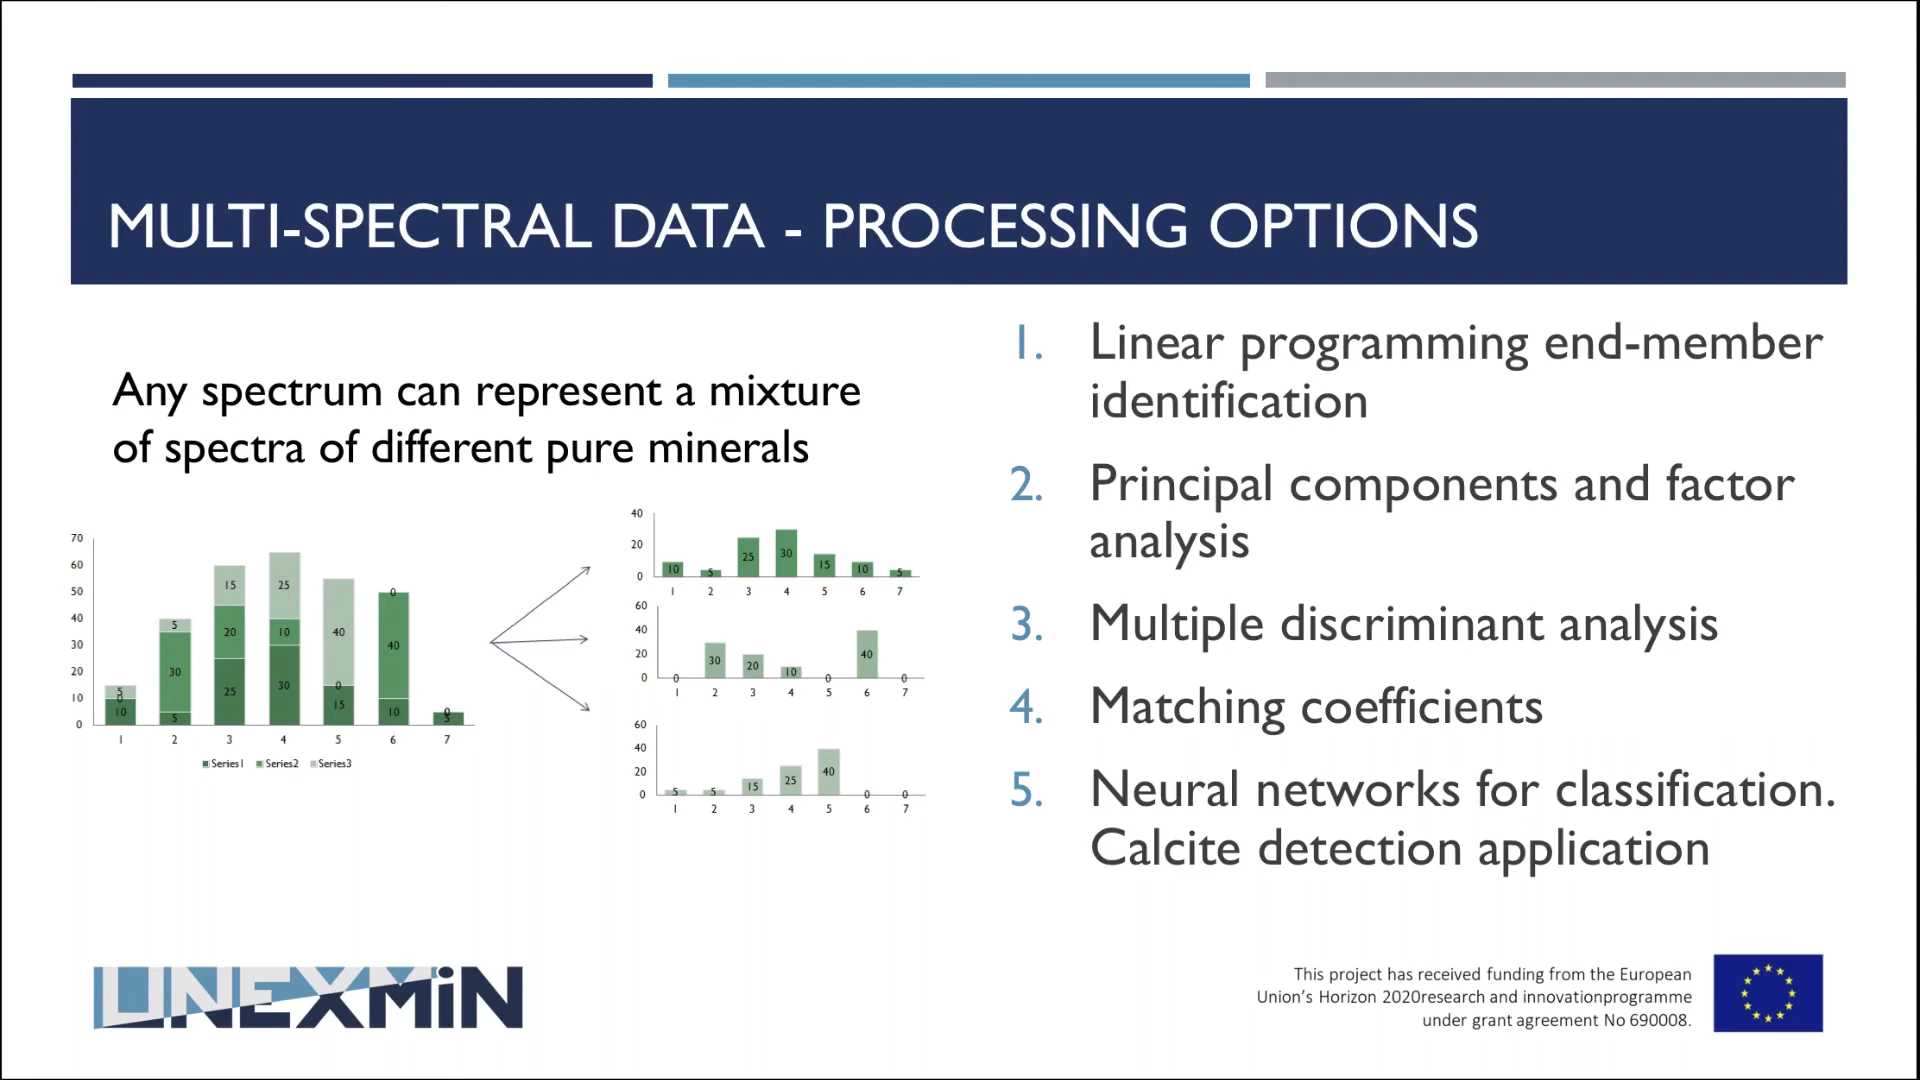 MULTI-SPECTRAL DATA - PROCESSING OPTIONS
Any spectrum can represent a mixture
of spectra of different pure minerals
70
60
50
40
30
20
10
0
5
0
10
5
30
5
15
20
25
25
10
30
40
0
15
0
40
10
0
5
1 2 3 4 5 6 7
Series1 Series2 Series3
40
20
0
10 5 25 30 15 10 5
1 2 3 4 5 6 7
60
40
20
0
0 30 20 10 0 40 0
1 2 3 4 5 6 7
60
40
20
0
5 5 15 25 40 0 0
1 2 3 4 5 6 7
1. Linear programming end-member
identification
2. Principal components and factor
analysis
3. Multiple discriminant analysis
4. Matching coefficients
5. Neural networks for classification.
Calcite detection application
UNEXMiN
This project has received funding from the European
Union's Horizon 2020research and innovationprogramme
under grant agreement No 690008.